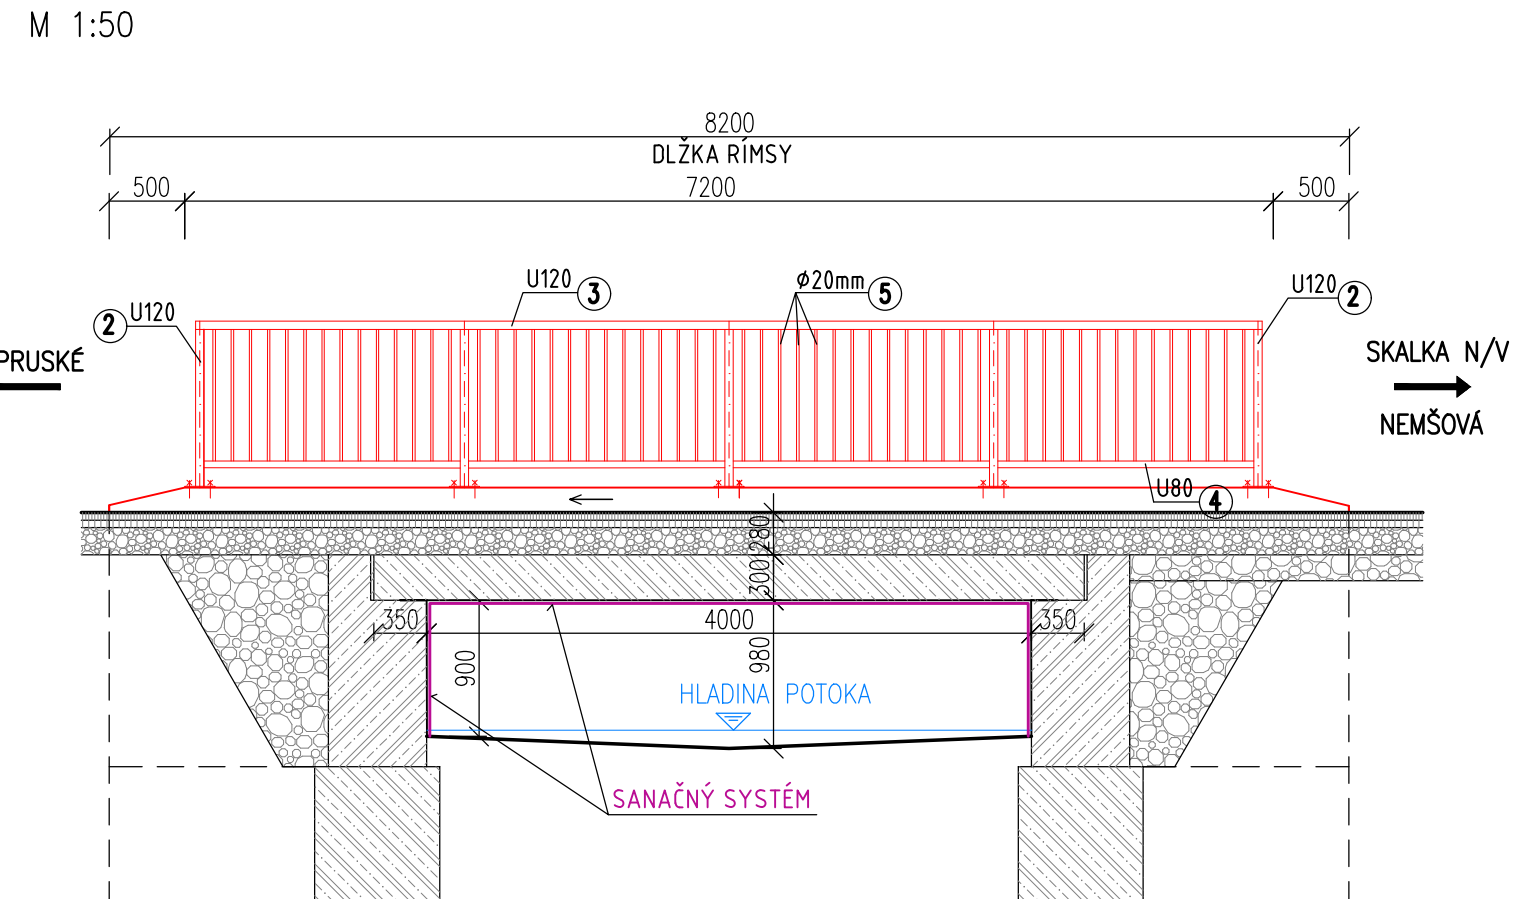 M 1:50
8200
DLŽKA RÍMSY
500
7200
500
U120
3
φ20mm
5
U120
2
2
U120
PRUSKÉ
SKALKA N/V
NEMŠOVÁ
U80
4
280
300
350
4000
350
900
980
HLADINA POTOKA
SANAČNÝ SYSTÉM